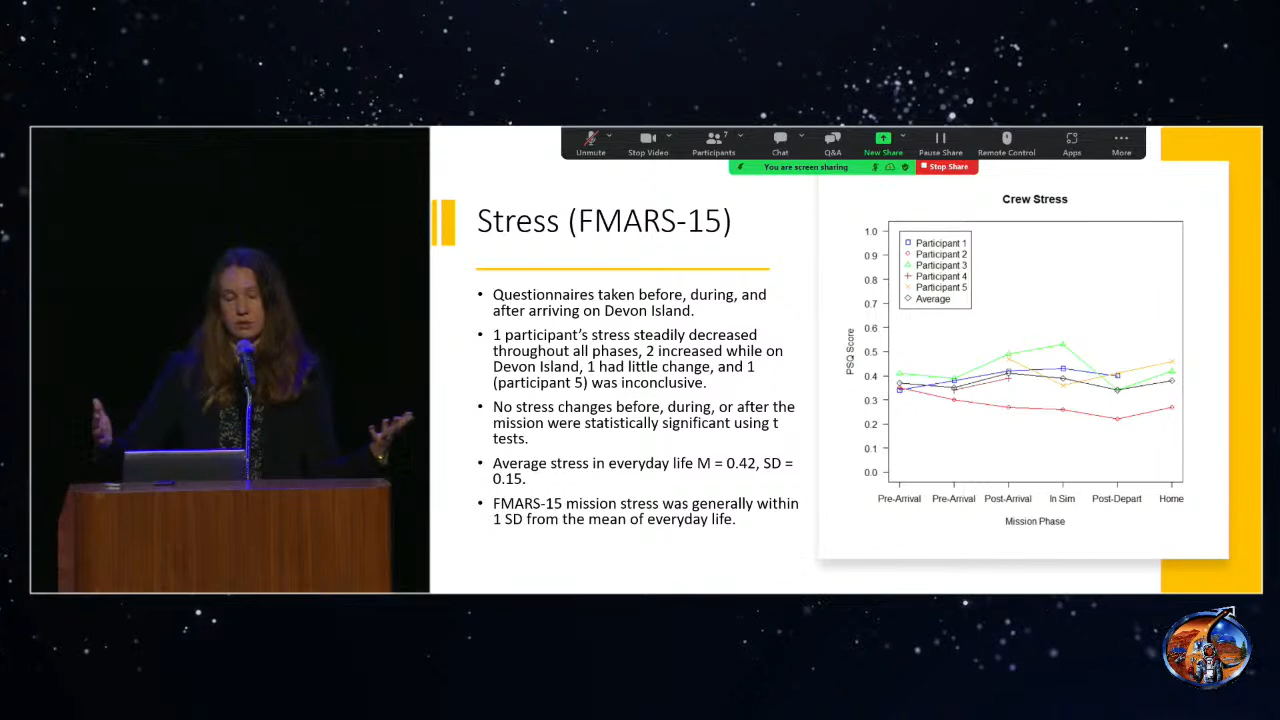 7
Unmute
Stop Video
Participants
Chat
Q&A
New Share
Pause Share
Remote Control
Apps
More
You are screen sharing
Stop Share
Stress (FMARS-15)
• Questionnaires taken before, during, and
after arriving on Devon Island.
• 1 participant's stress steadily decreased
throughout all phases, 2 increased while on
Devon Island, 1 had little change, and 1
(participant 5) was inconclusive.
• No stress changes before, during, or after the
mission were statistically significant using t
tests.
• Average stress in everyday life M = 0.42, SD =
0.15.
• FMARS-15 mission stress was generally within
1 SD from the mean of everyday life.
Crew Stress
PSQ Score
1.0
0.9
0.8
0.7
0.6
0.5
0.4
0.3
0.2
0.1
0.0
Participant 1
Participant 2
Participant 3
Participant 4
Participant 5
Average
Pre-Arrival
Pre-Arrival
Post-Arrival
In Sim
Post-Depart
Home
Mission Phase